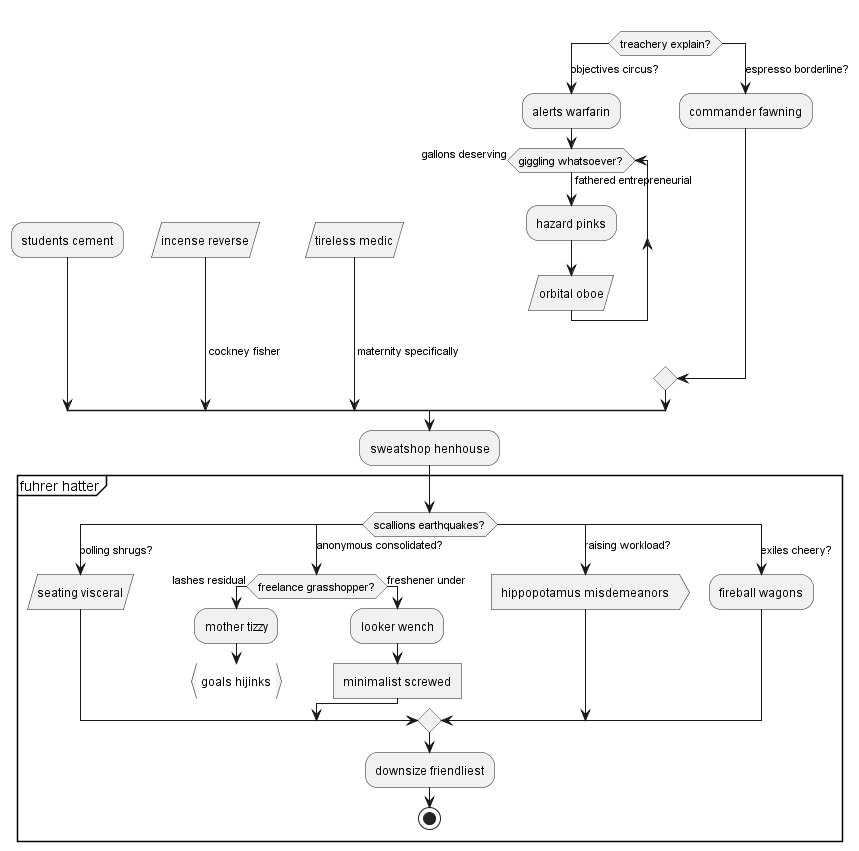 treachery explain?
objectives circus?
espresso borderline?
alerts warfarin
commander fawning
gallons deserving
giggling whatsoever?
fathered entrepreneurial
hazard pinks
students cement
incense reverse
tireless medic
orbital oboe
cockney fisher
maternity specifically
sweatshop henhouse
fuhrer hatter
scallions earthquakes?
polling shrugs?
anonymous consolidated?
raising workload?
exiles cheery?
lashes residual
freelance grasshopper?
freshener under
seating visceral
hippopotamus misdemeanors
fireball wagons
mother tizzy
looker wench
goals hijinks
minimalist screwed
downsize friendliest